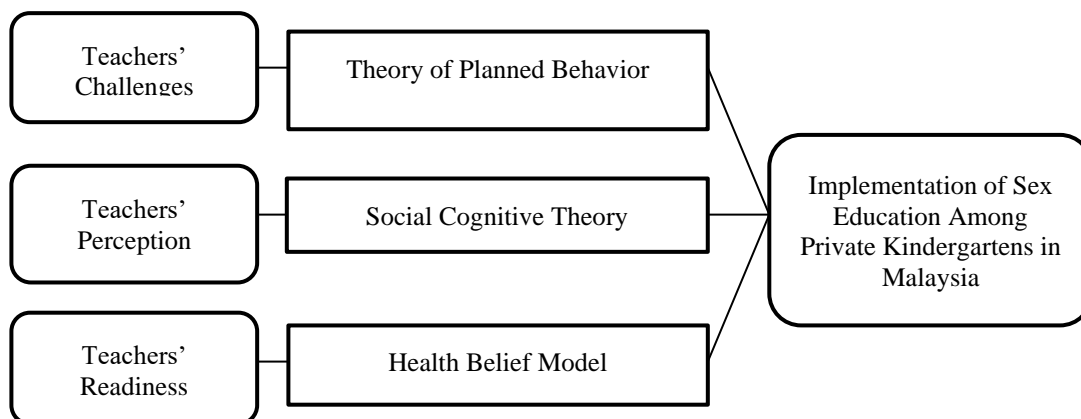 Teachers’
Challenges
Theory of Planned Behavior
Teachers’
Perception
Social Cognitive Theory
Implementation of Sex
Education Among
Private Kindergartens in
Malaysia
Teachers’
Readiness
Health Belief Model